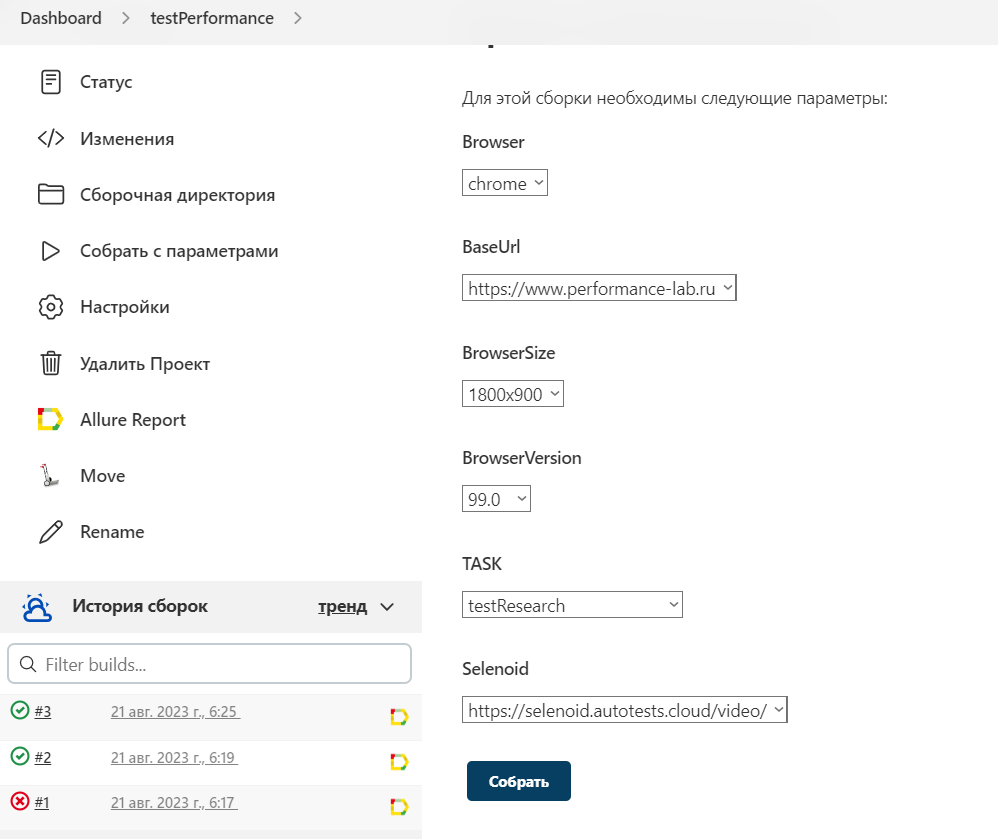 Dashboard
testPerformance
Статус
Изменения
Сборочная директория
Собрать с параметрами
Настройки
Удалить Проект
Allure Report
Move
Rename
История сборок
тренд
Filter builds...
#3
21 авг. 2023 г., 6:25
#2
21 авг. 2023 г., 6:19
#1
21 авг. 2023 г., 6:17
Для этой сборки необходимы следующие параметры:
Browser
chrome
BaseUrl
https://www.performance-lab.ru
BrowserSize
1800x900
BrowserVersion
99.0
TASK
testResearch
Selenoid
https://selenoid.autotests.cloud/video/
Собрать